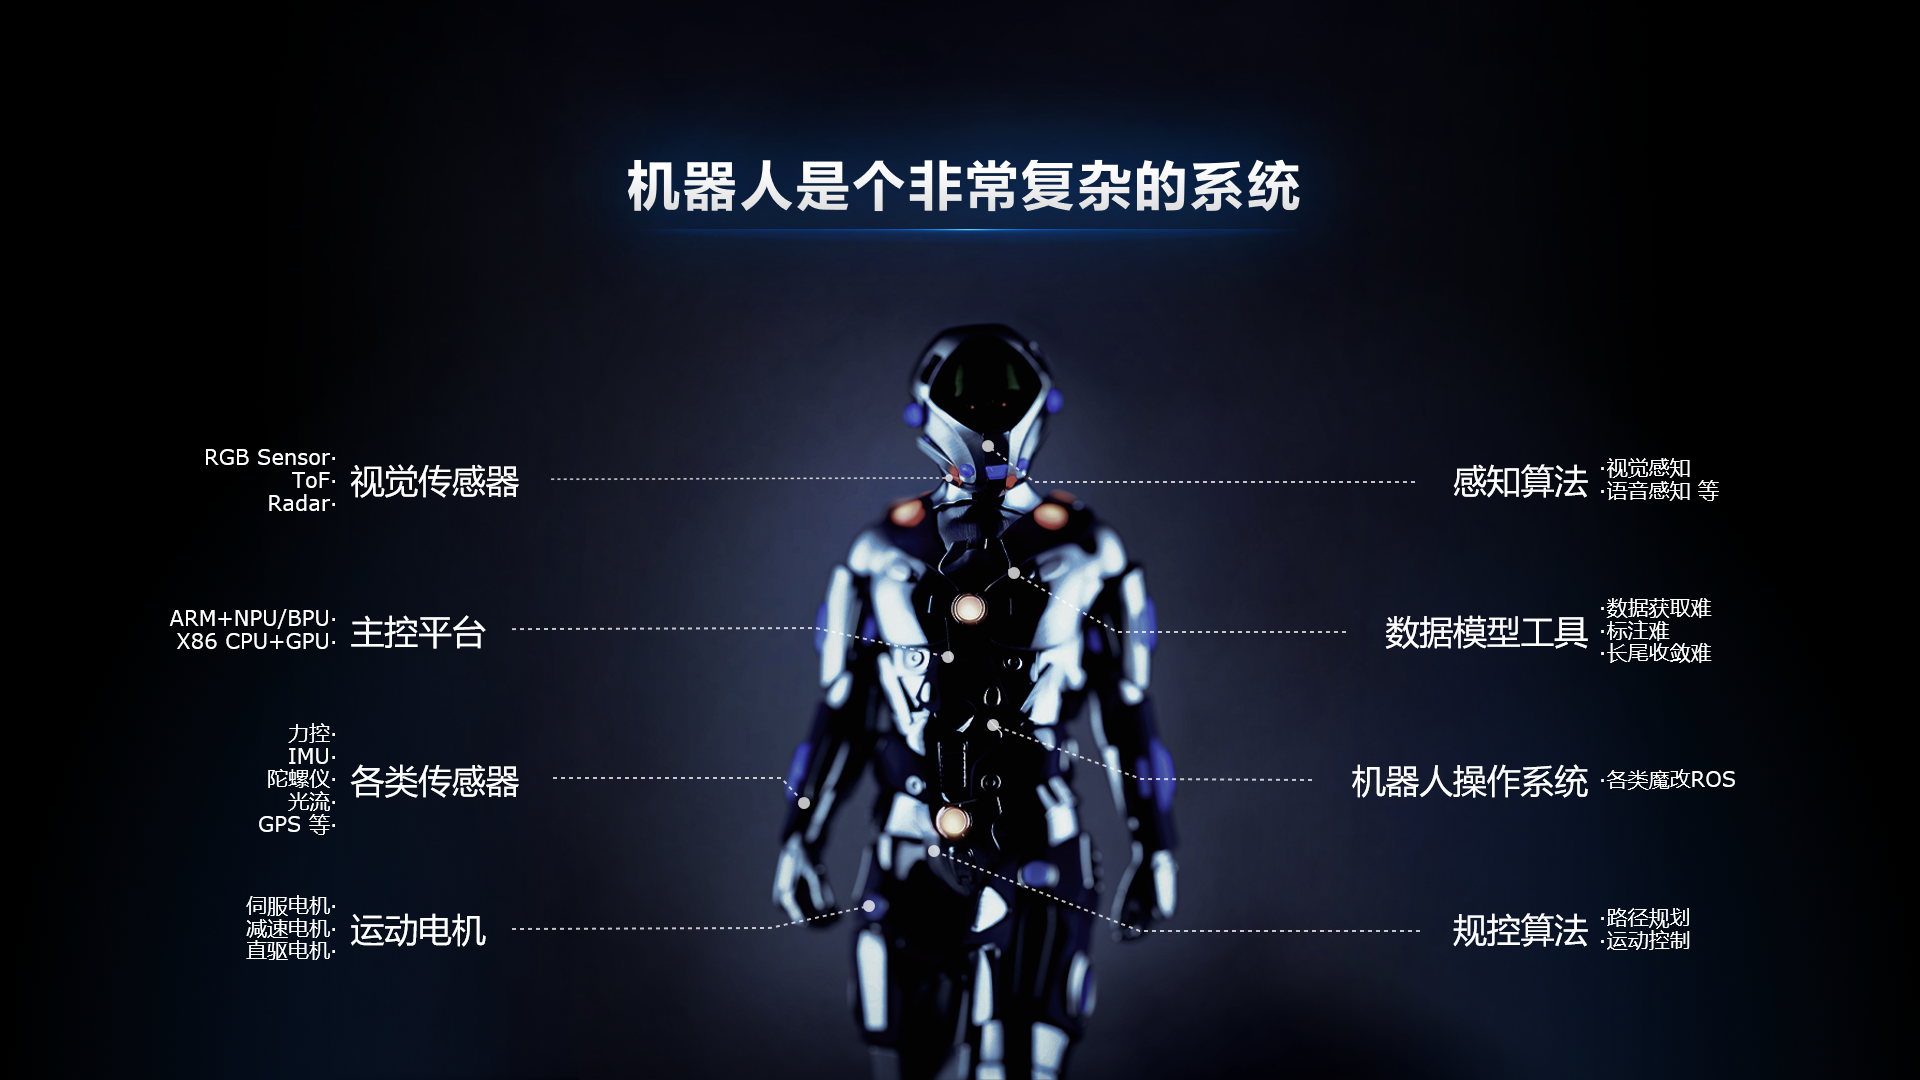 机器人是个非常复杂的系统
RGB Sensor·
ToF·
Radar·
视觉传感器
ARM+NPU/BPU·
X86 CPU+GPU·
主控平台
力控·
IMU·
陀螺仪·
光流·
GPS 等·
各类传感器
伺服电机·
减速电机·
直驱电机·
运动电机
感知算法
·视觉感知
·语音感知 等
数据模型工具
·数据获取难
·标注难
·长尾收敛难
机器人操作系统
·各类魔改ROS
规控算法
·路径规划
·运动控制